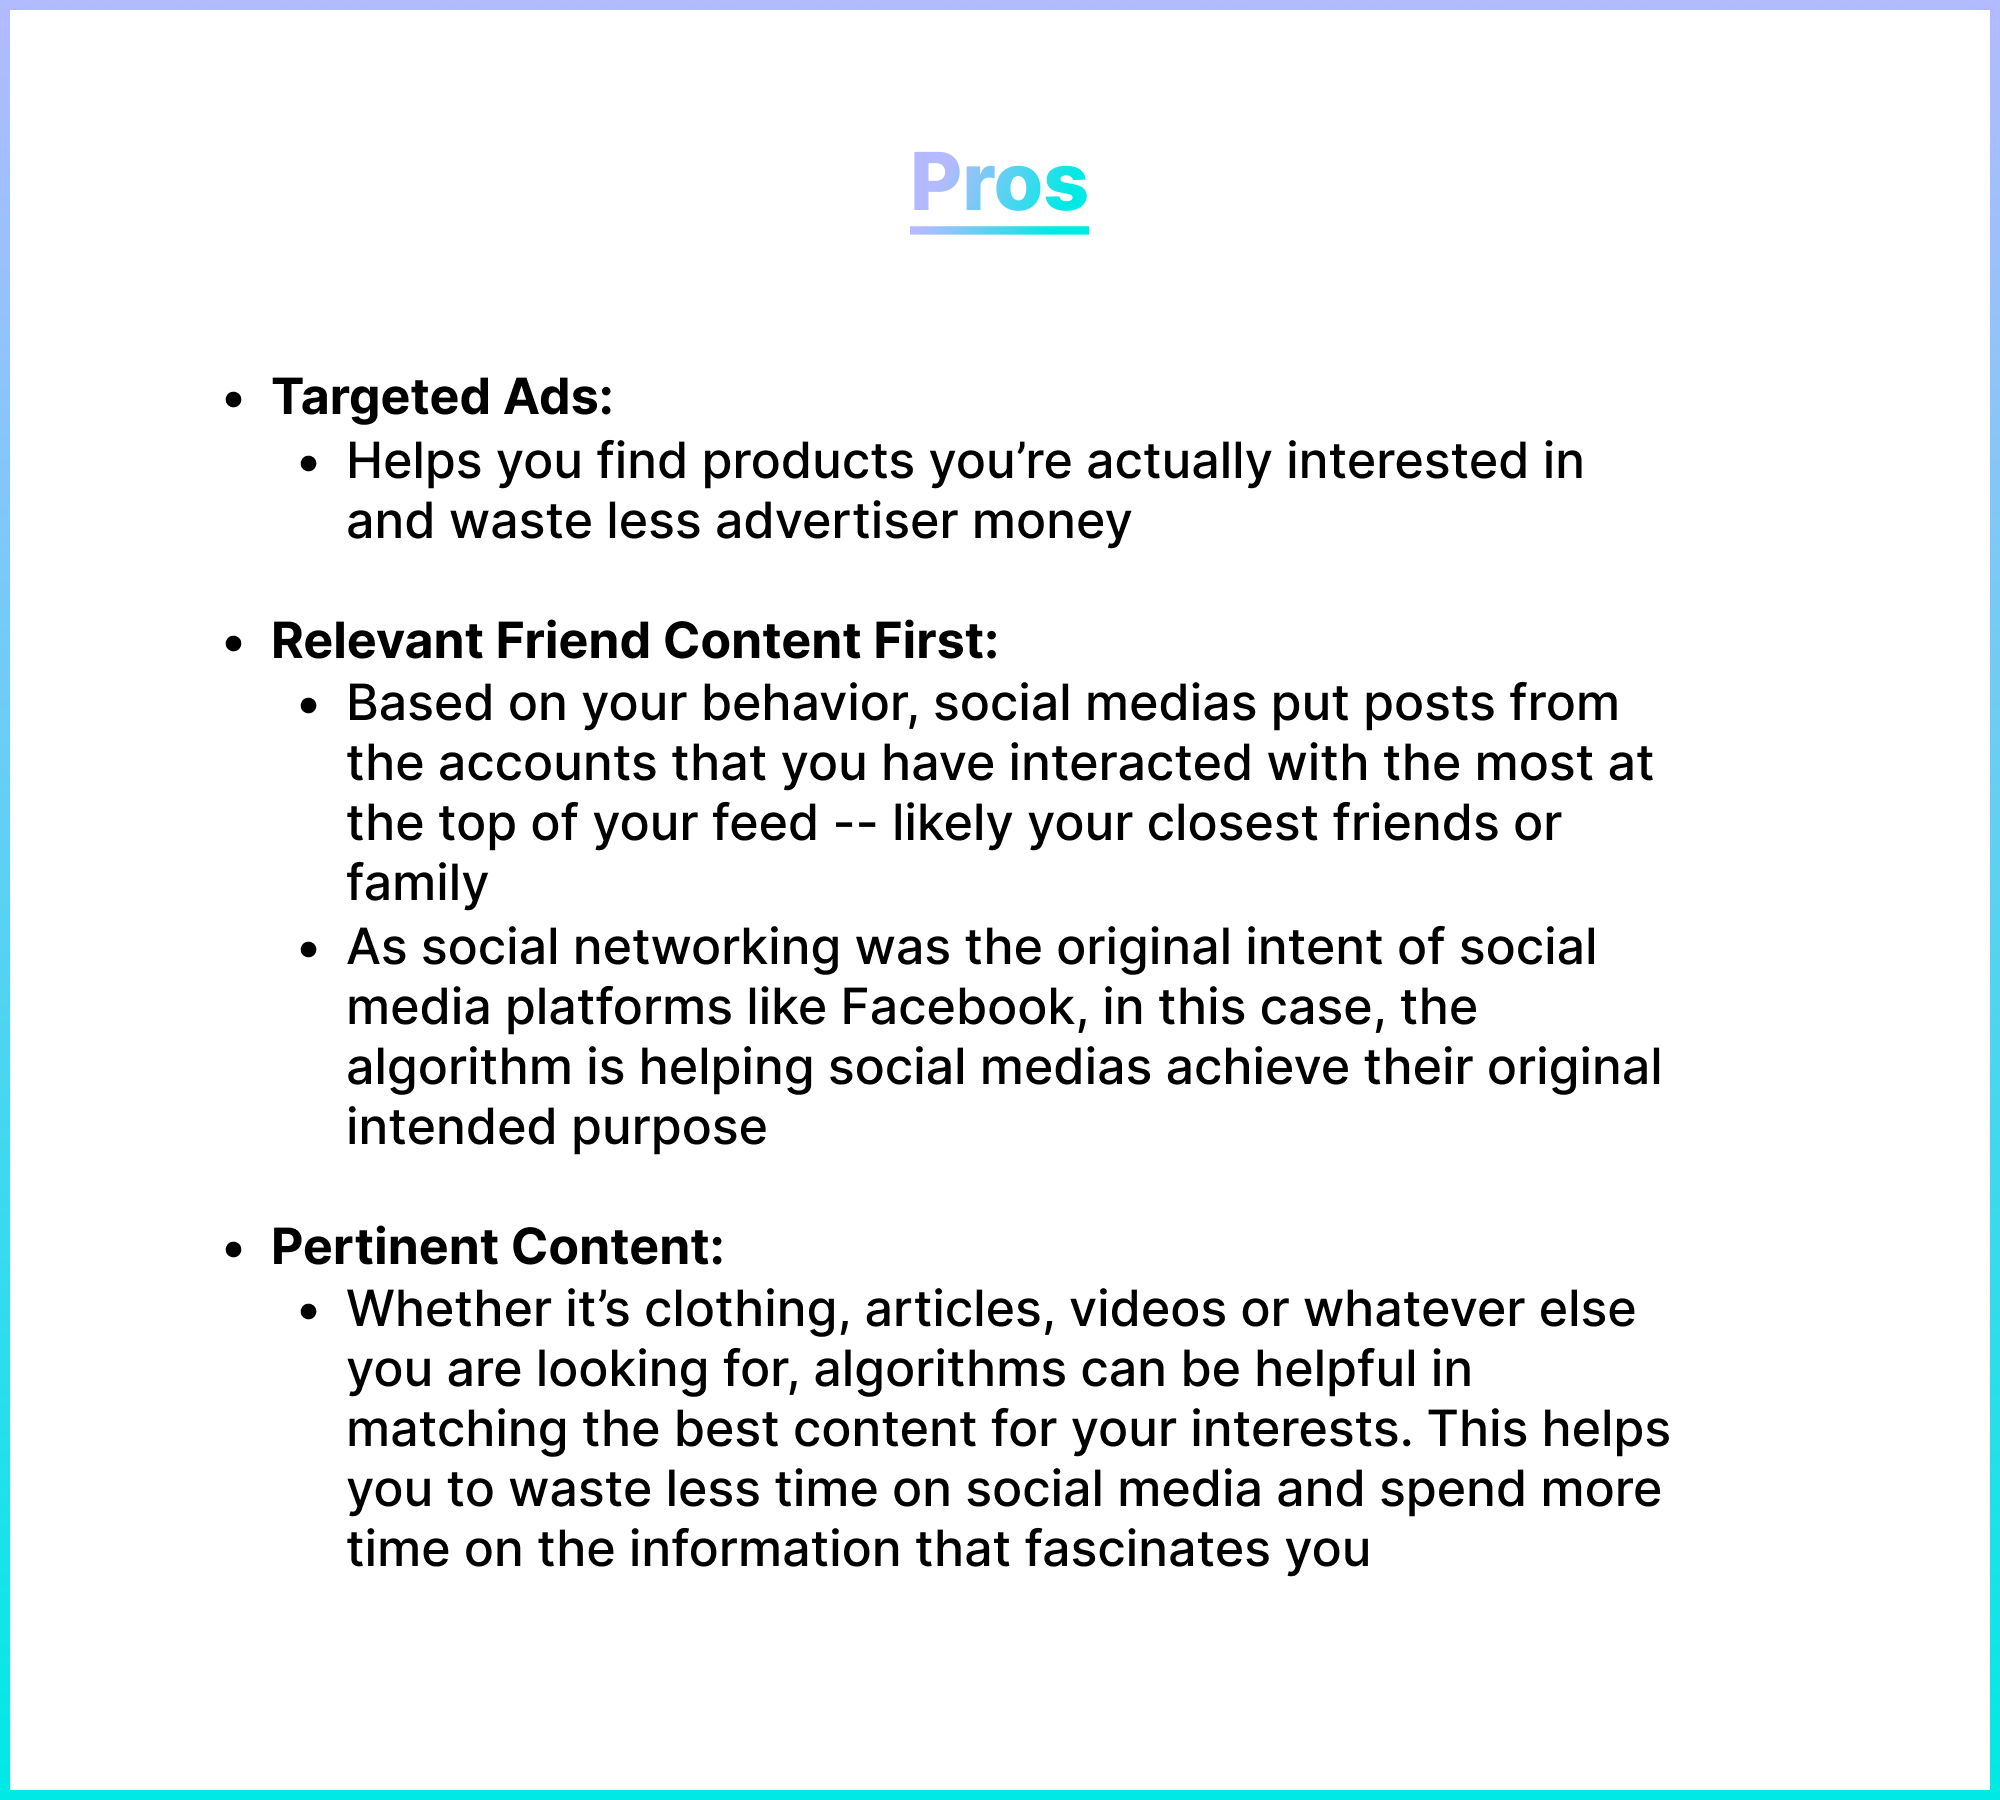 Pros
• Targeted Ads:
• Helps you find products you’re actually interested in
and waste less advertiser money
• Relevant Friend Content First:
• Based on your behavior, social medias put posts from
the accounts that you have interacted with the most at
the top of your feed -- likely your closest friends or
family
• As social networking was the original intent of social
media platforms like Facebook, in this case, the
algorithm is helping social medias achieve their original
intended purpose
• Pertinent Content:
• Whether it’s clothing, articles, videos or whatever else
you are looking for, algorithms can be helpful in
matching the best content for your interests. This helps
you to waste less time on social media and spend more
time on the information that fascinates you